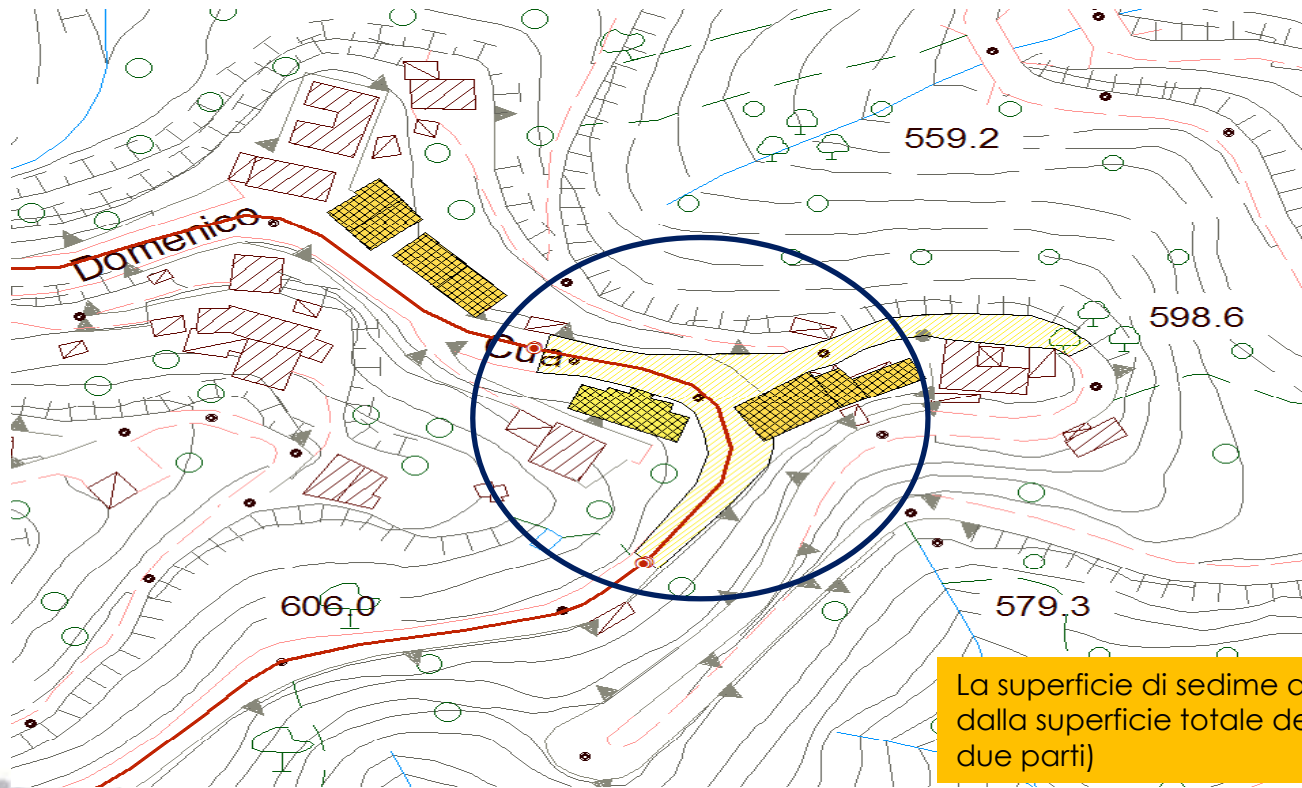 559.2
Domenico
598.6
Cua
606.0
579.3
La superficie di sedime
dalla superficie totale
due parti)